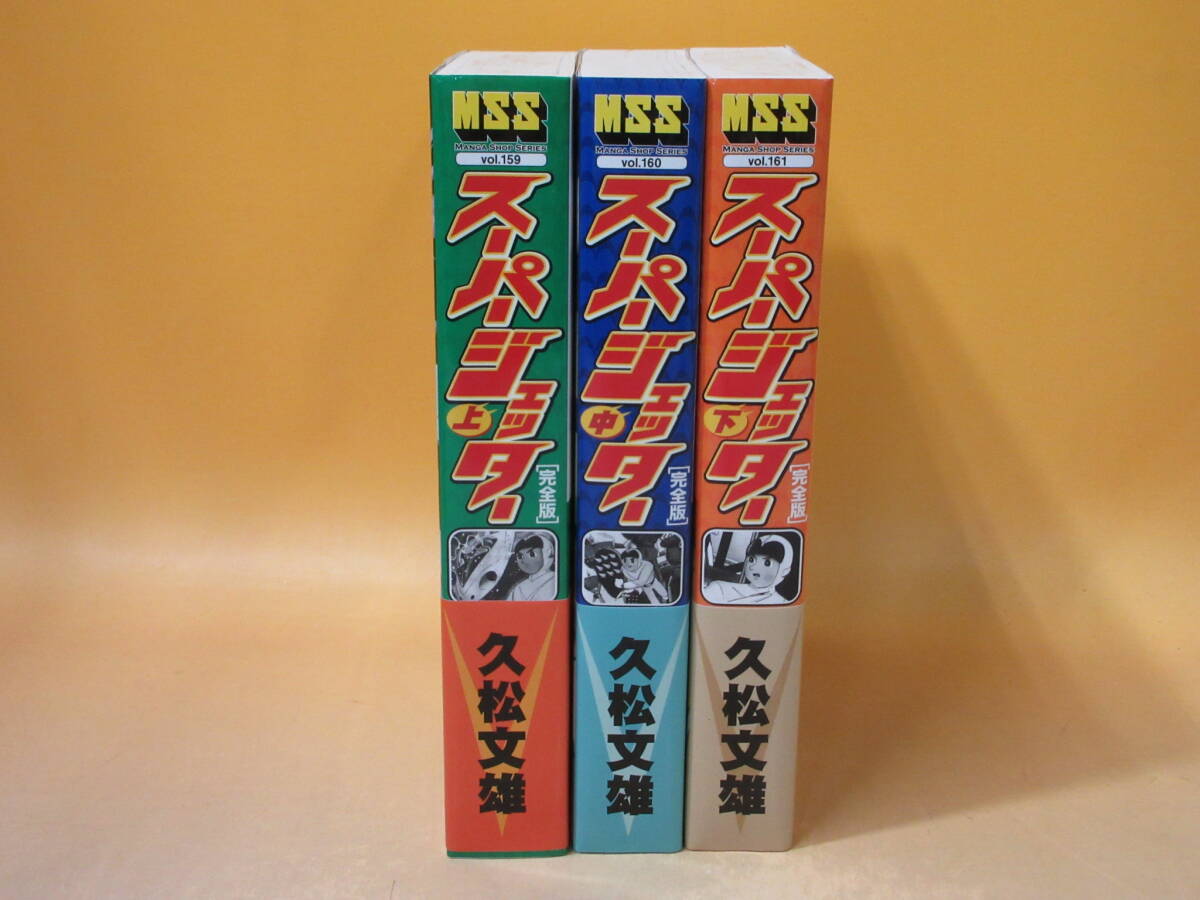 MSS
MANGA SHOP SERIES
vol.159
スーパージェッター
上
[完全版]
久松文雄
MSS
MANGA SHOP SERIES
vol.160
スーパージェッター
中
[完全版]
久松文雄
MSS
MANGA SHOP SERIES
vol.161
スーパージェッター
下
[完全版]
久松文雄